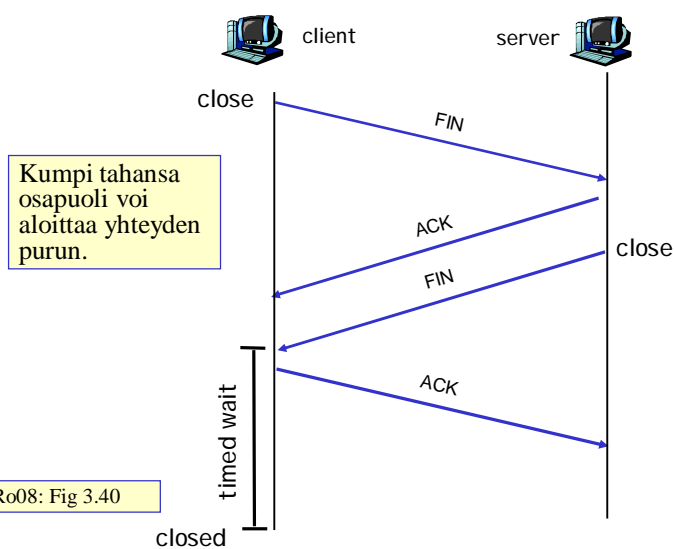 client
server
close
FIN
Kumpi tahansa
osapuoli voi
aloittaa yhteyden
purun.
ACK
close
FIN
ACK
timed wait
Ro08: Fig 3.40
closed